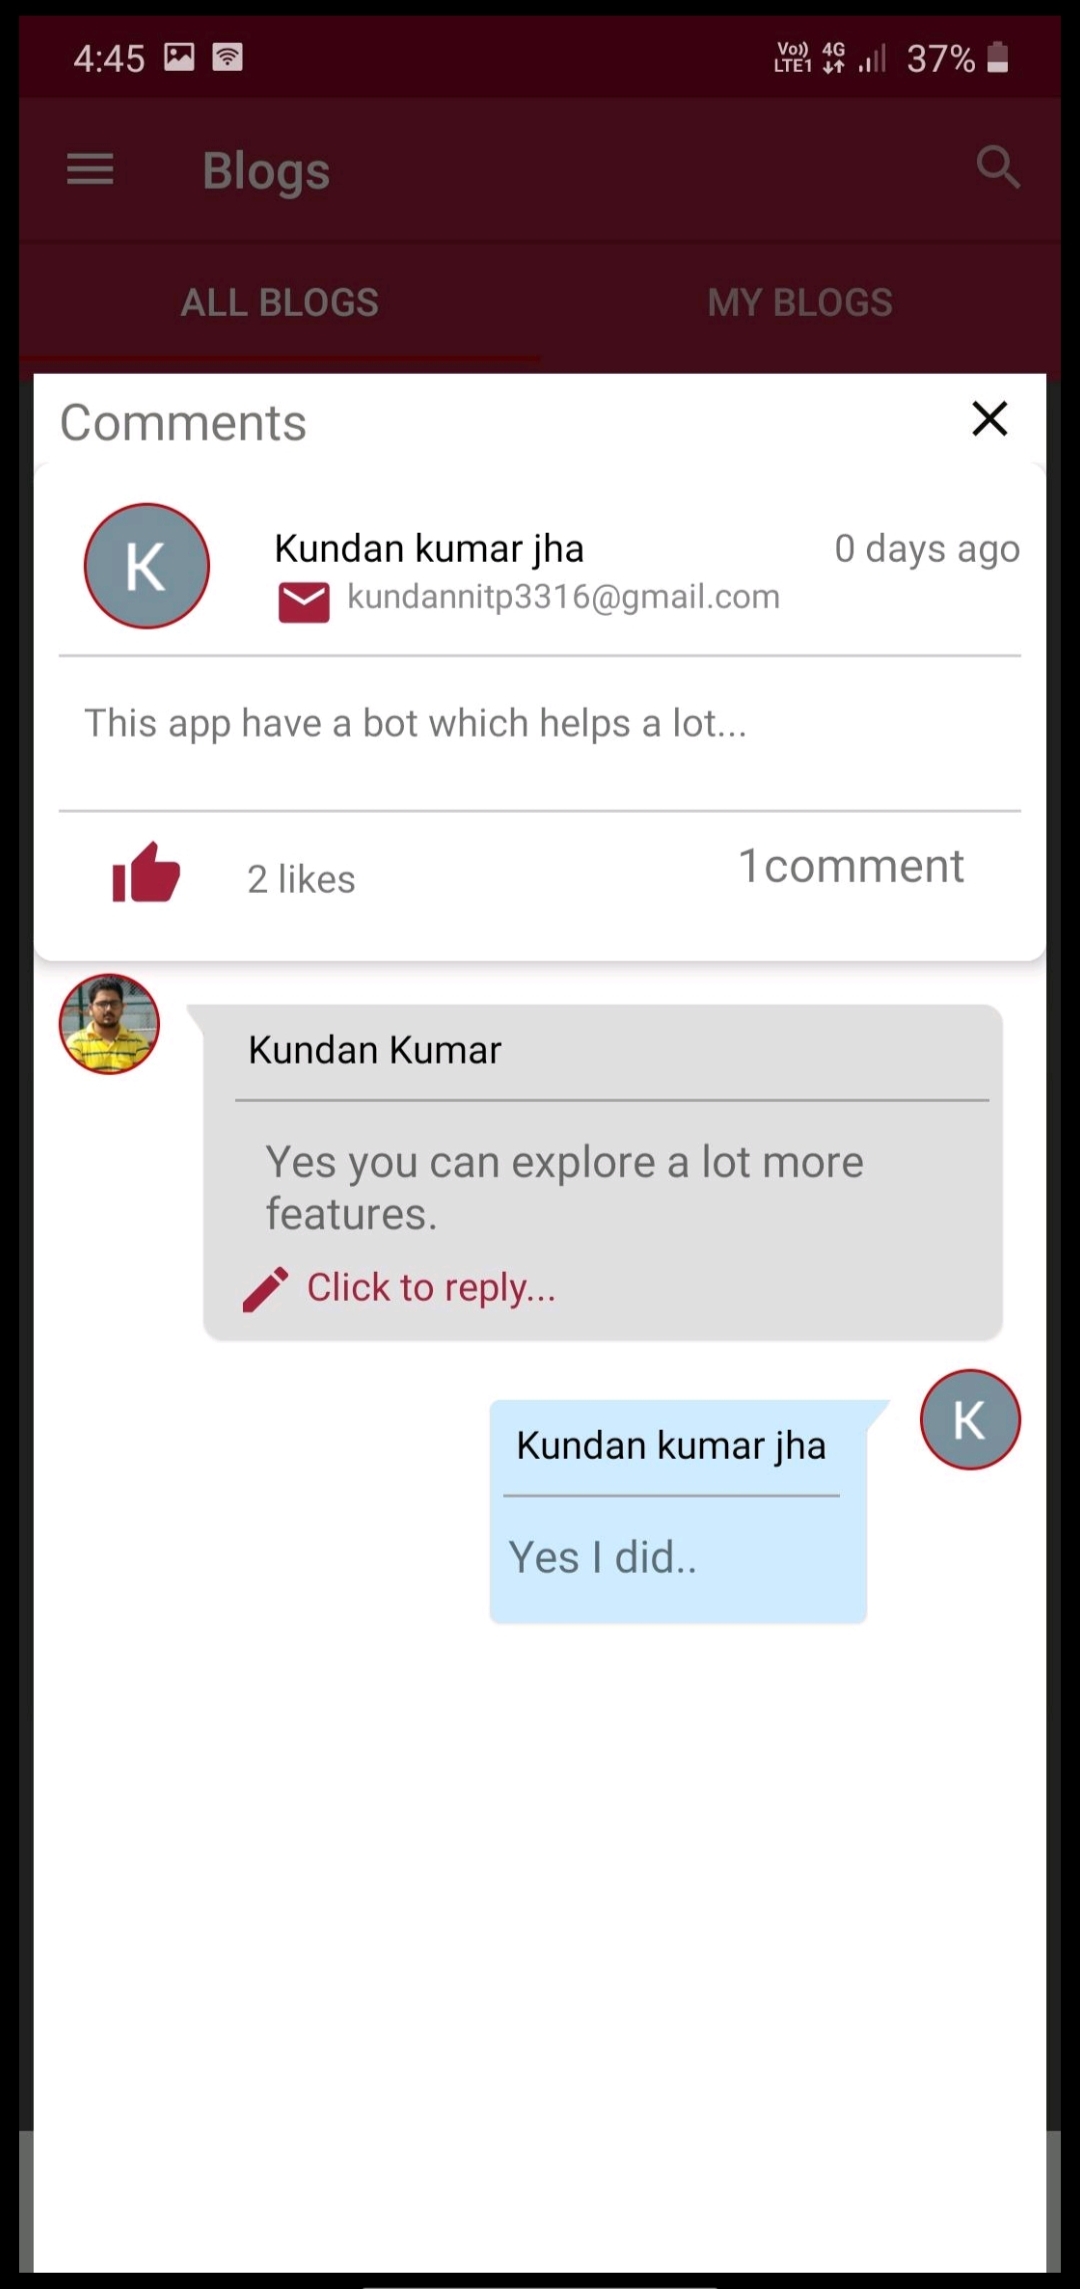 4:45 Vo)) LTE1 4G 37%
Blogs
ALL BLOGS MY BLOGS
Comments
K
Kundan kumar jha 0 days ago
kundannitp3316@gmail.com
This app have a bot which helps a lot...
2 likes 1comment
Kundan Kumar
Yes you can explore a lot more
features.
Click to reply...
Kundan kumar jha K
Yes I did..